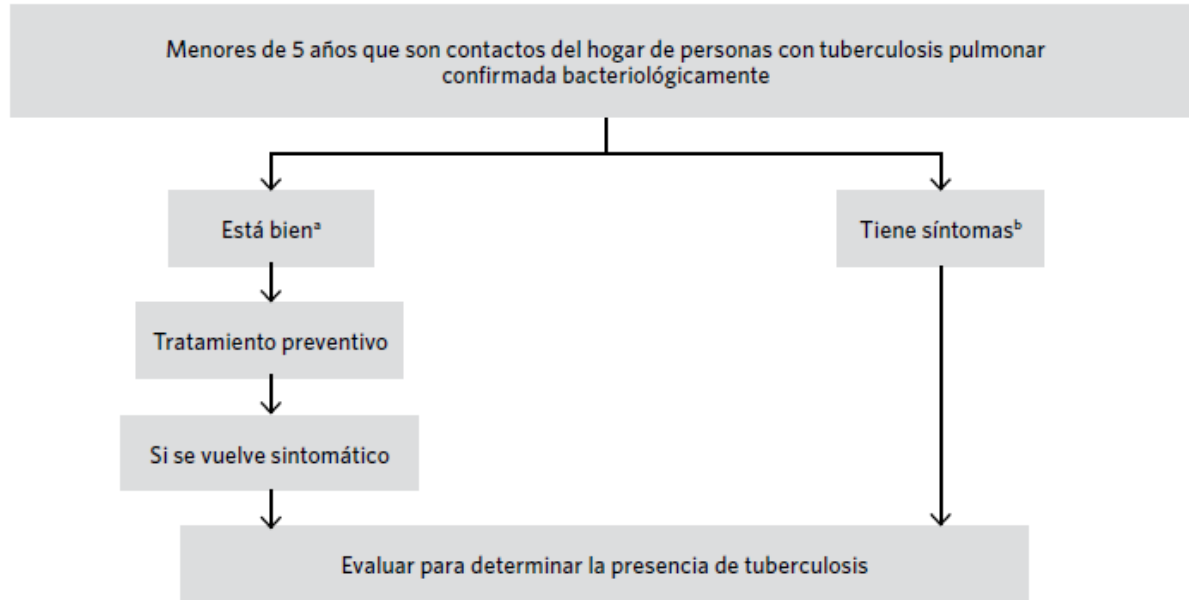 Menores de 5 años que son contactos del hogar de personas con tuberculosis pulmonar
confirmada bacteriológicamente
Está bienᵃ
Tiene síntomasᵇ
Tratamiento preventivo
Si se vuelve sintomático
Evaluar para determinar la presencia de tuberculosis